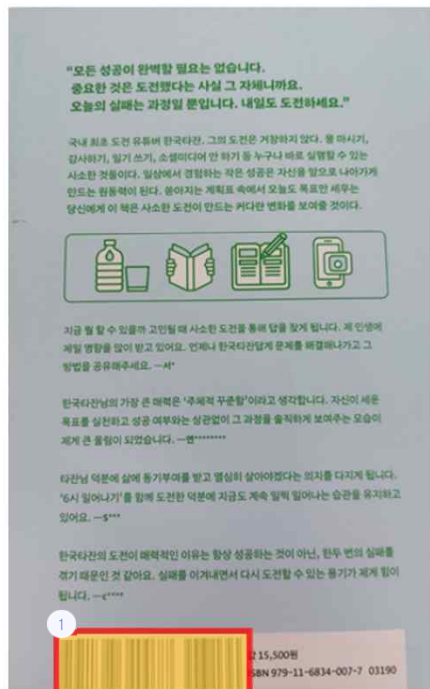 “모든 성공이 완벽할 필요는 없습니다.
중요한 것은 도전했다는 사실 그 자체니까요.
오늘의 실패는 과정일 뿐입니다. 내일도 도전하세요.”
국내 최초 도전 유튜버 한국타잔. 그의 도전은 거창하지 않다. 물 마시기,
감사하기, 일기 쓰기, 소셜미디어 안 하기 등 누구나 바로 실행할 수 있는
사소한 것들이다. 일상에서 경험하는 작은 성공은 자신을 앞으로 나아가게
만드는 원동력이 된다. 쏟아지는 계획표 속에서 오늘도 목표만 세우는
당신에게 이 책은 사소한 도전이 만드는 커다란 변화를 보여줄 것이다.
지금 뭘 할 수 있을까 고민될 때 사소한 도전을 통해 답을 찾게 됩니다. 제 인생에
제일 영향을 많이 받고 있어요. 언제나 한국타잔답게 문제를 해결해나가고 그
방법을 공유해주세요. —서*
한국타잔님의 가장 큰 매력은 ‘주체적 꾸준함’이라고 생각합니다. 자신이 세운
목표를 실천하고 성공 여부와는 상관없이 그 과정을 솔직하게 보여주는 모습이
제게 큰 울림이 되었습니다. —********
타잔님 덕분에 삶에 동기부여를 받고 열심히 살아야겠다는 의지를 다지게 됩니다.
‘6시 일어나기’를 함께 도전한 덕분에 지금도 계속 일찍 일어나는 습관을 유지하고
있어요. —s***
한국타잔의 도전이 매력적인 이유는 항상 성공하는 것이 아닌, 한두 번의 실패를
겪기 때문인 것 같아요. 실패를 이겨내면서 다시 도전할 수 있는 용기가 제게 힘이
됩니다. —c****
1
값 15,500원
ISBN 979-11-6834-007-7 03190